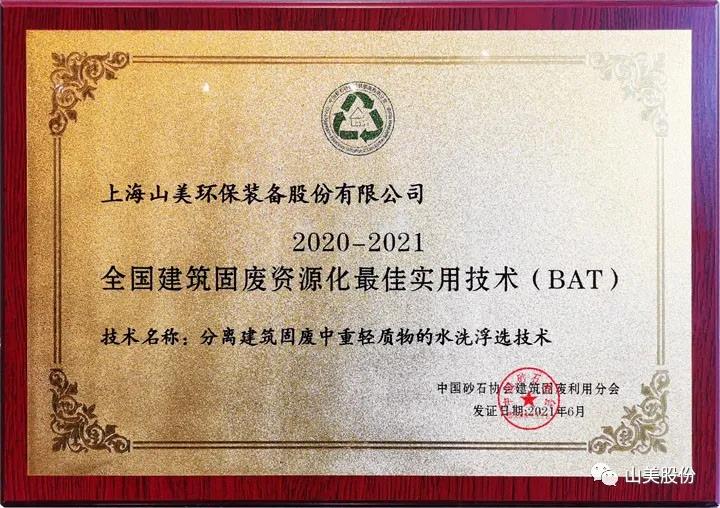 上海山美环保装备股份有限公司
2020-2021
全国建筑固废资源化最佳实用技术（BAT）
技术名称：分离建筑固废中重轻质物的水洗浮选技术
中国砂石协会建筑固废利用分会
发证日期:2021年6月
山美股份